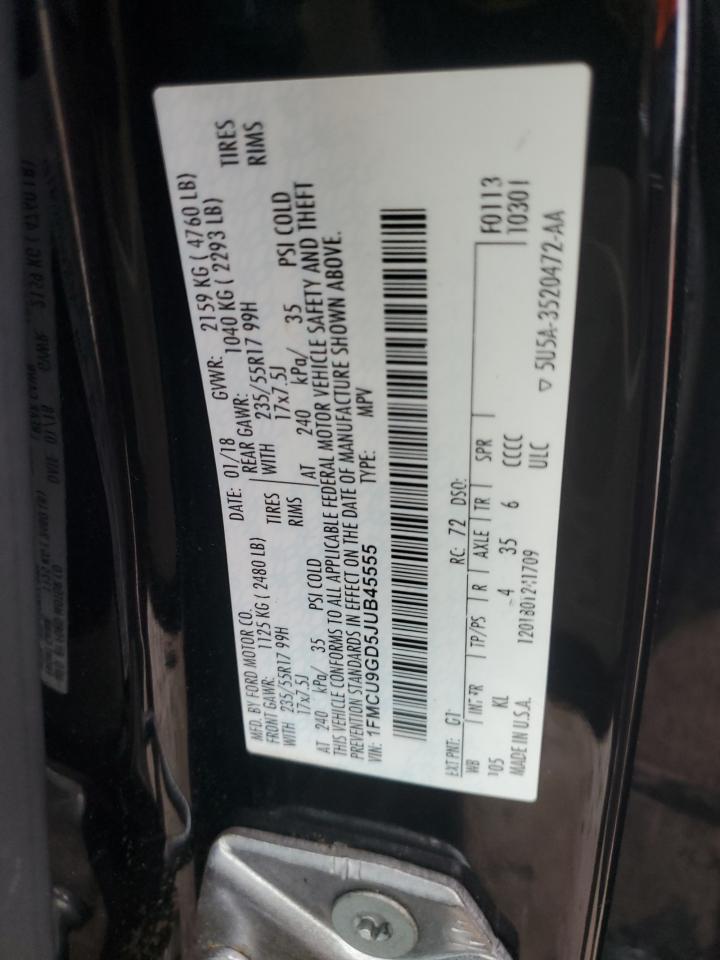 MFD. BY FORD MOTOR CO. DATE: 01/18 GVWR: 2159 KG ( 4760 LB)
FRONT GAWR: 1125 KG ( 2480 LB) REAR GAWR: 1040 KG ( 2293 LB)
WITH 235/55R17 99H TIRES WITH 235/55R17 99H TIRES
17x7.5J RIMS 17x7.5J RIMS
AT 240 kPa/ 35 PSI COLD AT 240 kPa/ 35 PSI COLD
THIS VEHICLE CONFORMS TO ALL APPLICABLE FEDERAL MOTOR VEHICLE SAFETY AND THEFT
PREVENTION STANDARDS IN EFFECT ON THE DATE OF MANUFACTURE SHOWN ABOVE.
VIN: 1FMCU9GD5JUB45555 TYPE: MPV
EXT PNT: G1 RC: 72 DSO: F0113
WB INT TR TP/PS R AXLE TR SPR 10301
105 KL 4 35 6 CCCC
MADE IN U.S.A. ULC
5U5A-3520472-AA